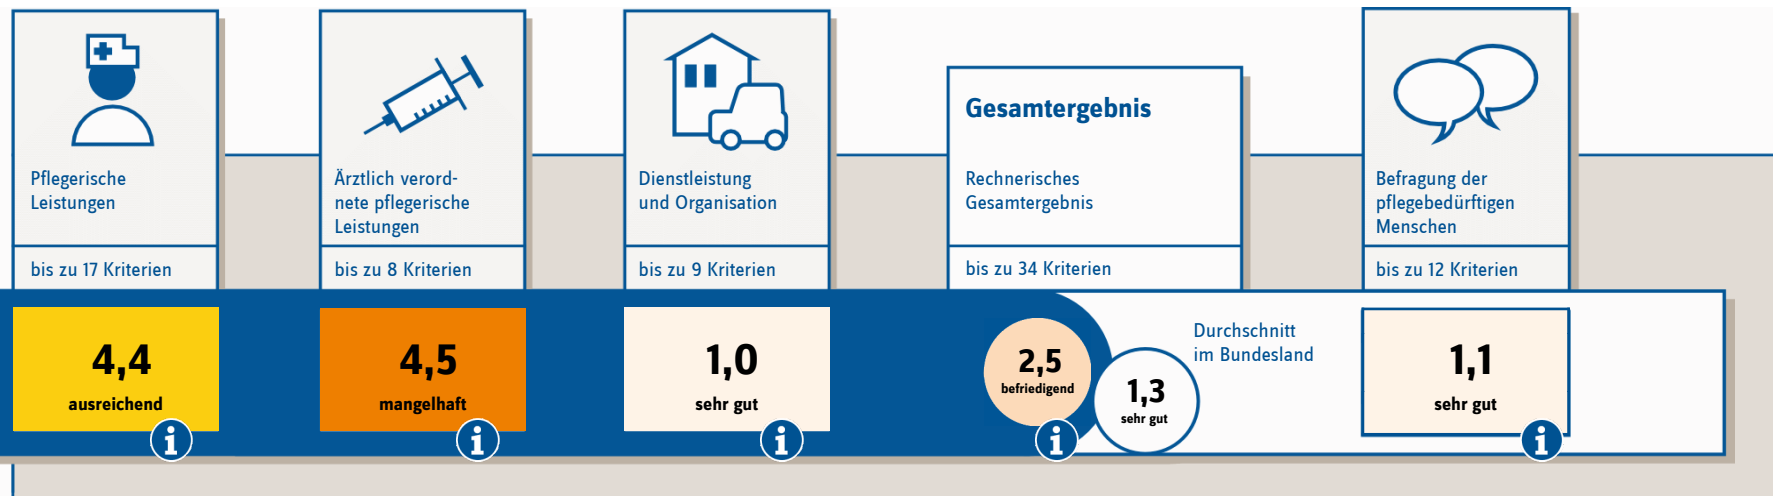 Pflegerische
Leistungen
bis zu 17 Kriterien
4,4
ausreichend
i
Ärztlich verord-
nete pflegerische
Leistungen
bis zu 8 Kriterien
4,5
mangelhaft
i
Dienstleistung
und Organisation
bis zu 9 Kriterien
1,0
sehr gut
i
Gesamtergebnis
Rechnerisches
Gesamtergebnis
bis zu 34 Kriterien
2,5
befriedigend
i
1,3
sehr gut
Durchschnitt
im Bundesland
Befragung der
pflegebedürftigen
Menschen
bis zu 12 Kriterien
1,1
sehr gut
i